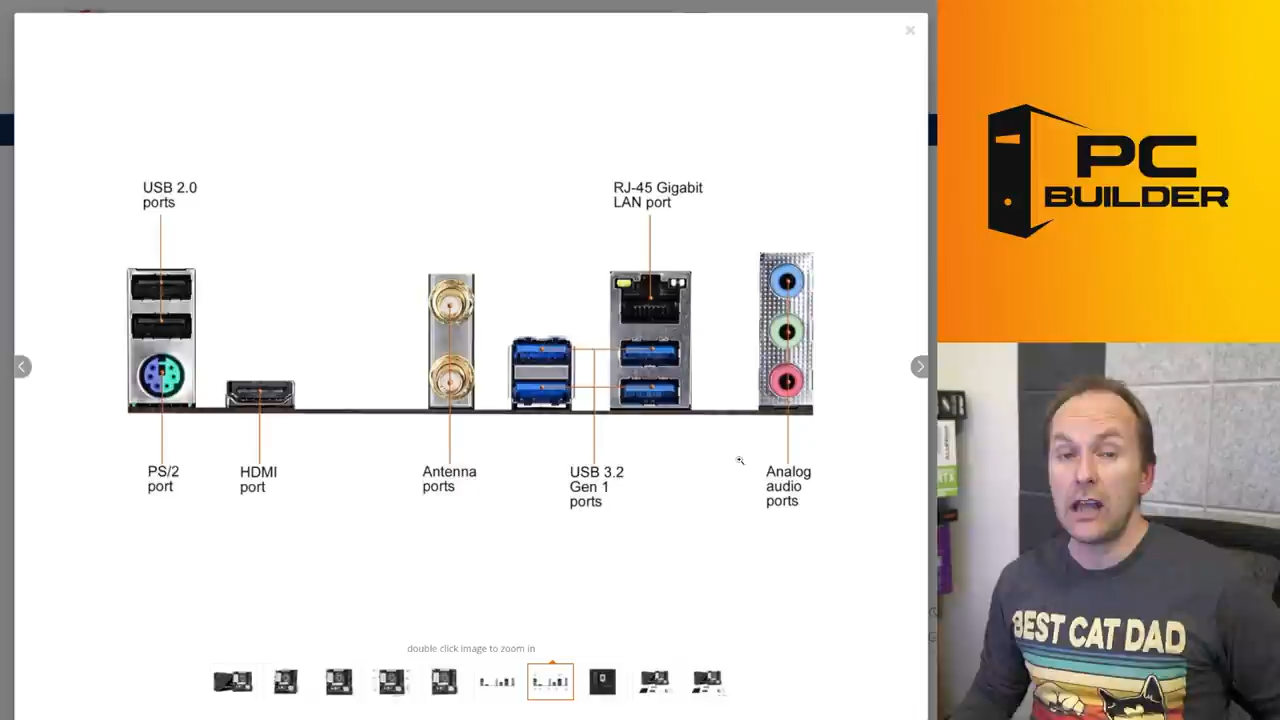 USB 2.0
ports
RJ-45 Gigabit
LAN port
PS/2
port
HDMI
port
Antenna
ports
USB 3.2
Gen 1
ports
Analog
audio
ports
double click image to zoom in
PC
BUILDER
BEST CAT DAD